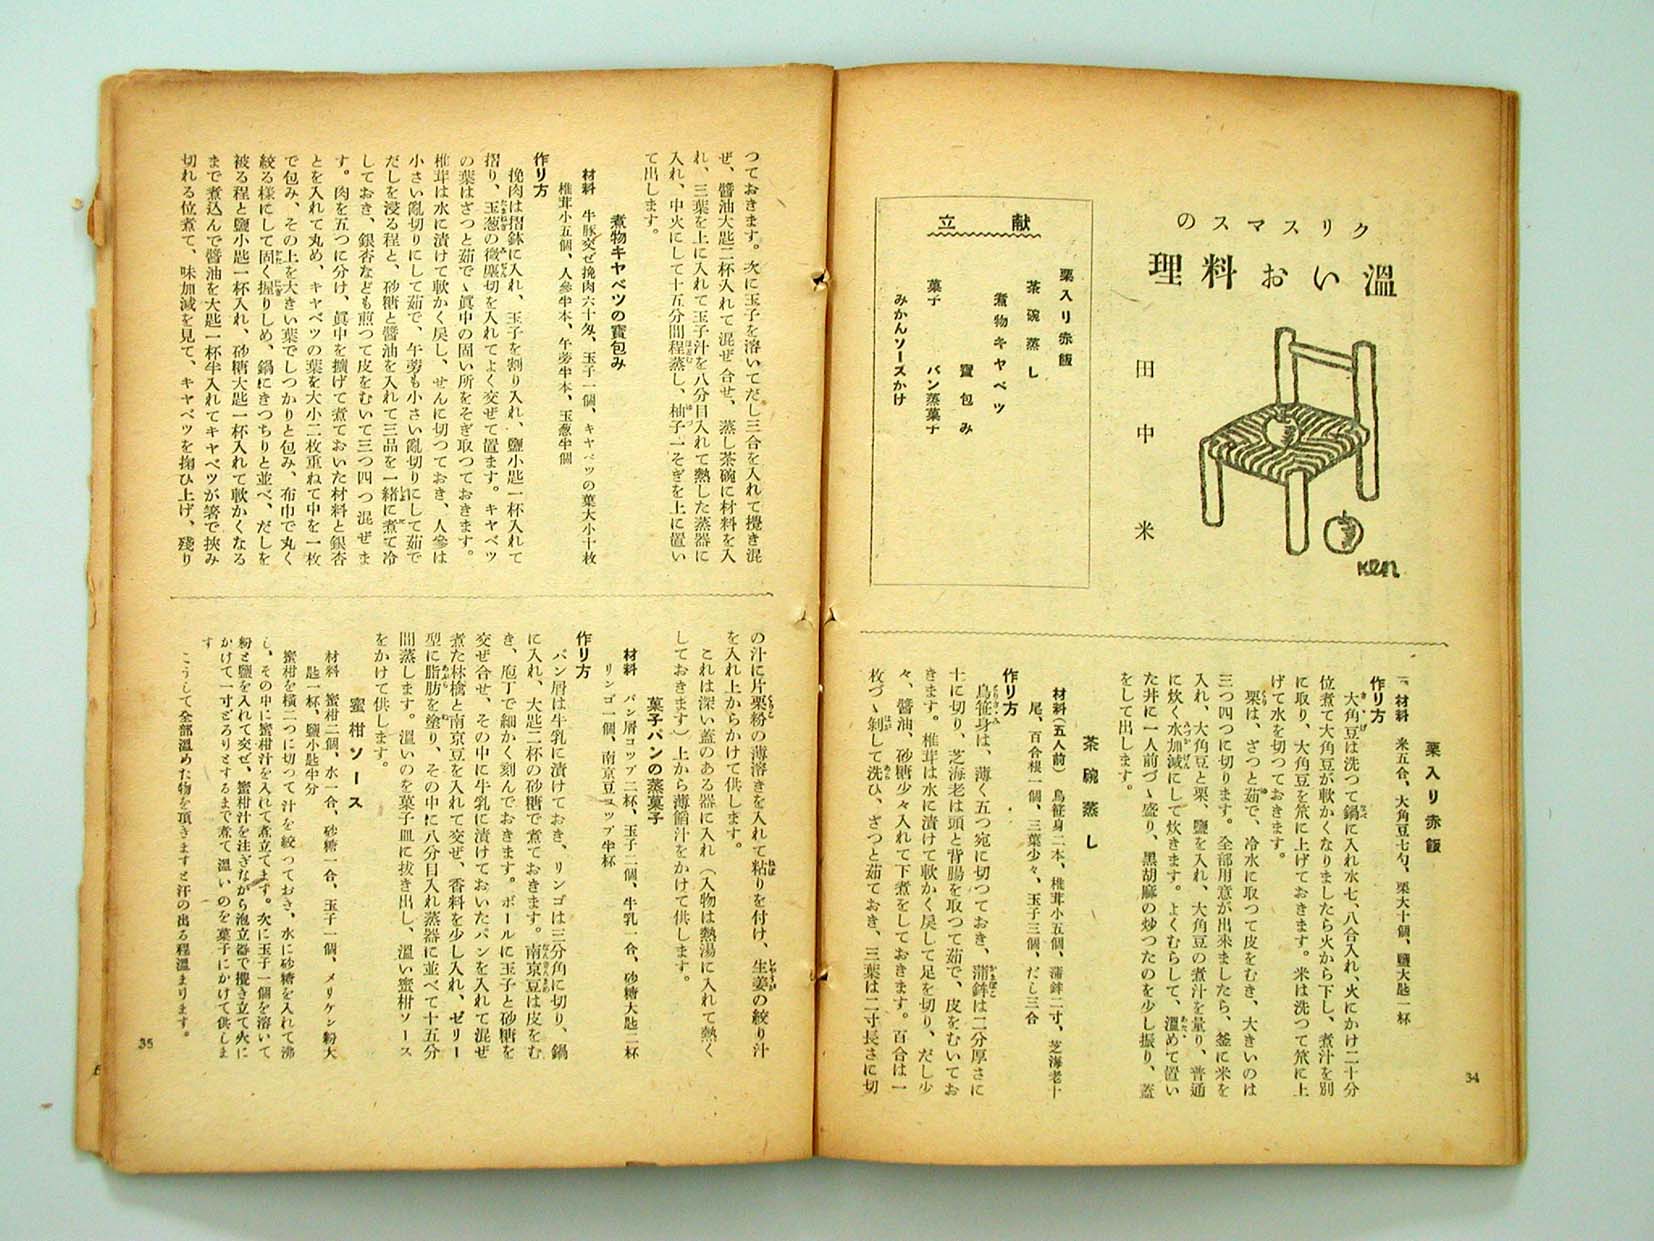 クリスマスの
溫いお料理
田中米
Ken
献立
栗入り赤飯
茶碗蒸し
煮物キヤベツ
寶包み
菓子 パン蒸菓子
みかんソースかけ
栗入り赤飯
材料 米五合、大角豆七勺、栗大十個、鹽大匙一杯
作り方
大角豆は洗つて鍋に入れ水七、八合入れ、火にかけ二十分
位煮て大角豆が軟かくなりましたら火から下し、煮汁を別
に取り、大角豆を笊に上げておきます。米は洗つて笊に上
げて水を切つておきます。
栗は、ざつと茹で、冷水に取つて皮をむき、大きいのは
三つ四つに切ります。全部用意が出来ましたら、釜に米を
入れ、大角豆と栗、鹽を入れ、大角豆の煮汁を量り、普通
に炊く水加減にして炊きます。よくむらして、溫めて置い
た丼に一人前づゝ盛り、黒胡麻の炒つたのを少し振り、蓋
をして出します。
茶碗蒸し
材料(五人前) 鳥笹身二本、椎茸小五個、蒲鉾二寸、芝海老十
尾、百合根一個、三葉少々、玉子三個、だし三合
作り方
鳥笹身は、薄く五つ宛に切つておき、蒲鉾は二分厚さに
十に切り、芝海老は頭と背腸を取つて茹で、皮をむいてお
きます。椎茸は水に漬けて軟かく戻して足を切り、だし少
々、醬油、砂糖少々入れて下煮をしておきます。百合は一
枚づゝ剝して洗ひ、ざつと茹ておき、三葉は二寸長さに切
34
つておきます。次に玉子を溶いてだし三合を入れて攪き混
ぜ、醬油大匙二杯入れて混ぜ合せ、蒸し茶碗に材料を入
れ、三葉を上に入れて玉子汁を八分目入れて熱した蒸器に
入れ、中火にして十五分間程蒸し、柚子一そぎを上に置い
て出します。
煮物キヤベツの寶包み
材料 牛豚交ぜ挽肉六十匁、玉子一個、キヤベツの葉大小十枚
椎茸小五個、人參半本、午蒡半本、玉葱半個
作り方
挽肉は摺鉢に入れ、玉子を割り入れ、鹽小匙一杯入れて
摺り、玉葱の微塵切を入れてよく交ぜて置ます。キヤベツ
の葉はざつと茹でゝ眞中の固い所をそぎ取つておきます。
椎茸は水に漬けて軟かく戻し、せんに切つておき、人參は
小さい亂切りにして茹で、午蒡も小さい亂切りにして茹で
だしを浸る程と、砂糖と醬油を入れて三品を一緒に煮て冷
しておき、銀杏なども煎つて皮をむいて三つ四つ混ぜま
す。肉を五つに分け、眞中を擴げて煮ておいた材料と銀杏
とを入れて丸め、キャベツの葉を大小二枚重ねて中を一枚
で包み、その上を大きい葉でしつかりと包み、布巾で丸く
絞る樣にして固く握りしめ、鍋にきつちりと並べ、だしを
被る程と鹽小匙一杯入れ、砂糖大匙一杯入れて軟かくなる
まで煮込んで醬油を大匙一杯半入れてキャベツが箸で挾み
切れる位煮て、味加減を見て、キャベツを掬ひ上げ、殘り
の汁に片栗粉の薄溶きを入れて粘りを付け、生姜の絞り汁
を入れ上からかけて供します。
これは深い蓋のある器に入れ(入物は熱湯に入れて熱く
しておきます)上から薄餡汁をかけて供します。
菓子パンの蒸菓子
材料 パン屑コツプ二杯、玉子二個、牛乳一合、砂糖大匙二杯
リンゴ一個、南京豆コツプ半杯
作り方
パン屑は牛乳に漬けておき、リンゴは三分角に切り、鍋
に入れ、大匙二杯の砂糖で煮ておきます。南京豆は皮をむ
き、庖丁で細かく刻んでおきます。ボールに玉子と砂糖を
交ぜ合せ、その中に牛乳に漬けておいたパンを入れて混ぜ
煮た林檎と南京豆を入れて交ぜ、香料を少し入れ、ゼリー
型に脂肪を塗り、その中に八分目入れ蒸器に並べて十五分
間蒸します。溫いのを菓子皿に拔き出し、溫い蜜柑ソース
をかけて供します。
蜜柑ソース
材料 蜜柑二個、水一合、砂糖一合、玉子一個、メリケン粉大
匙一杯、鹽小匙半分
蜜柑を橫二つに切つて汁を絞つておき、水に砂糖を入れて沸
し、その中に蜜柑汁を入れて煮立てます。次に玉子一個を溶いて
粉と鹽を入れて交ぜ、蜜柑汁を注ぎながら泡立器で攪き立て火に
かけて一寸どろりとするまで煮て溫いのを菓子にかけて供しま
す
こうして全部溫めた物を頂きますと汗の出る程溫まります。
35